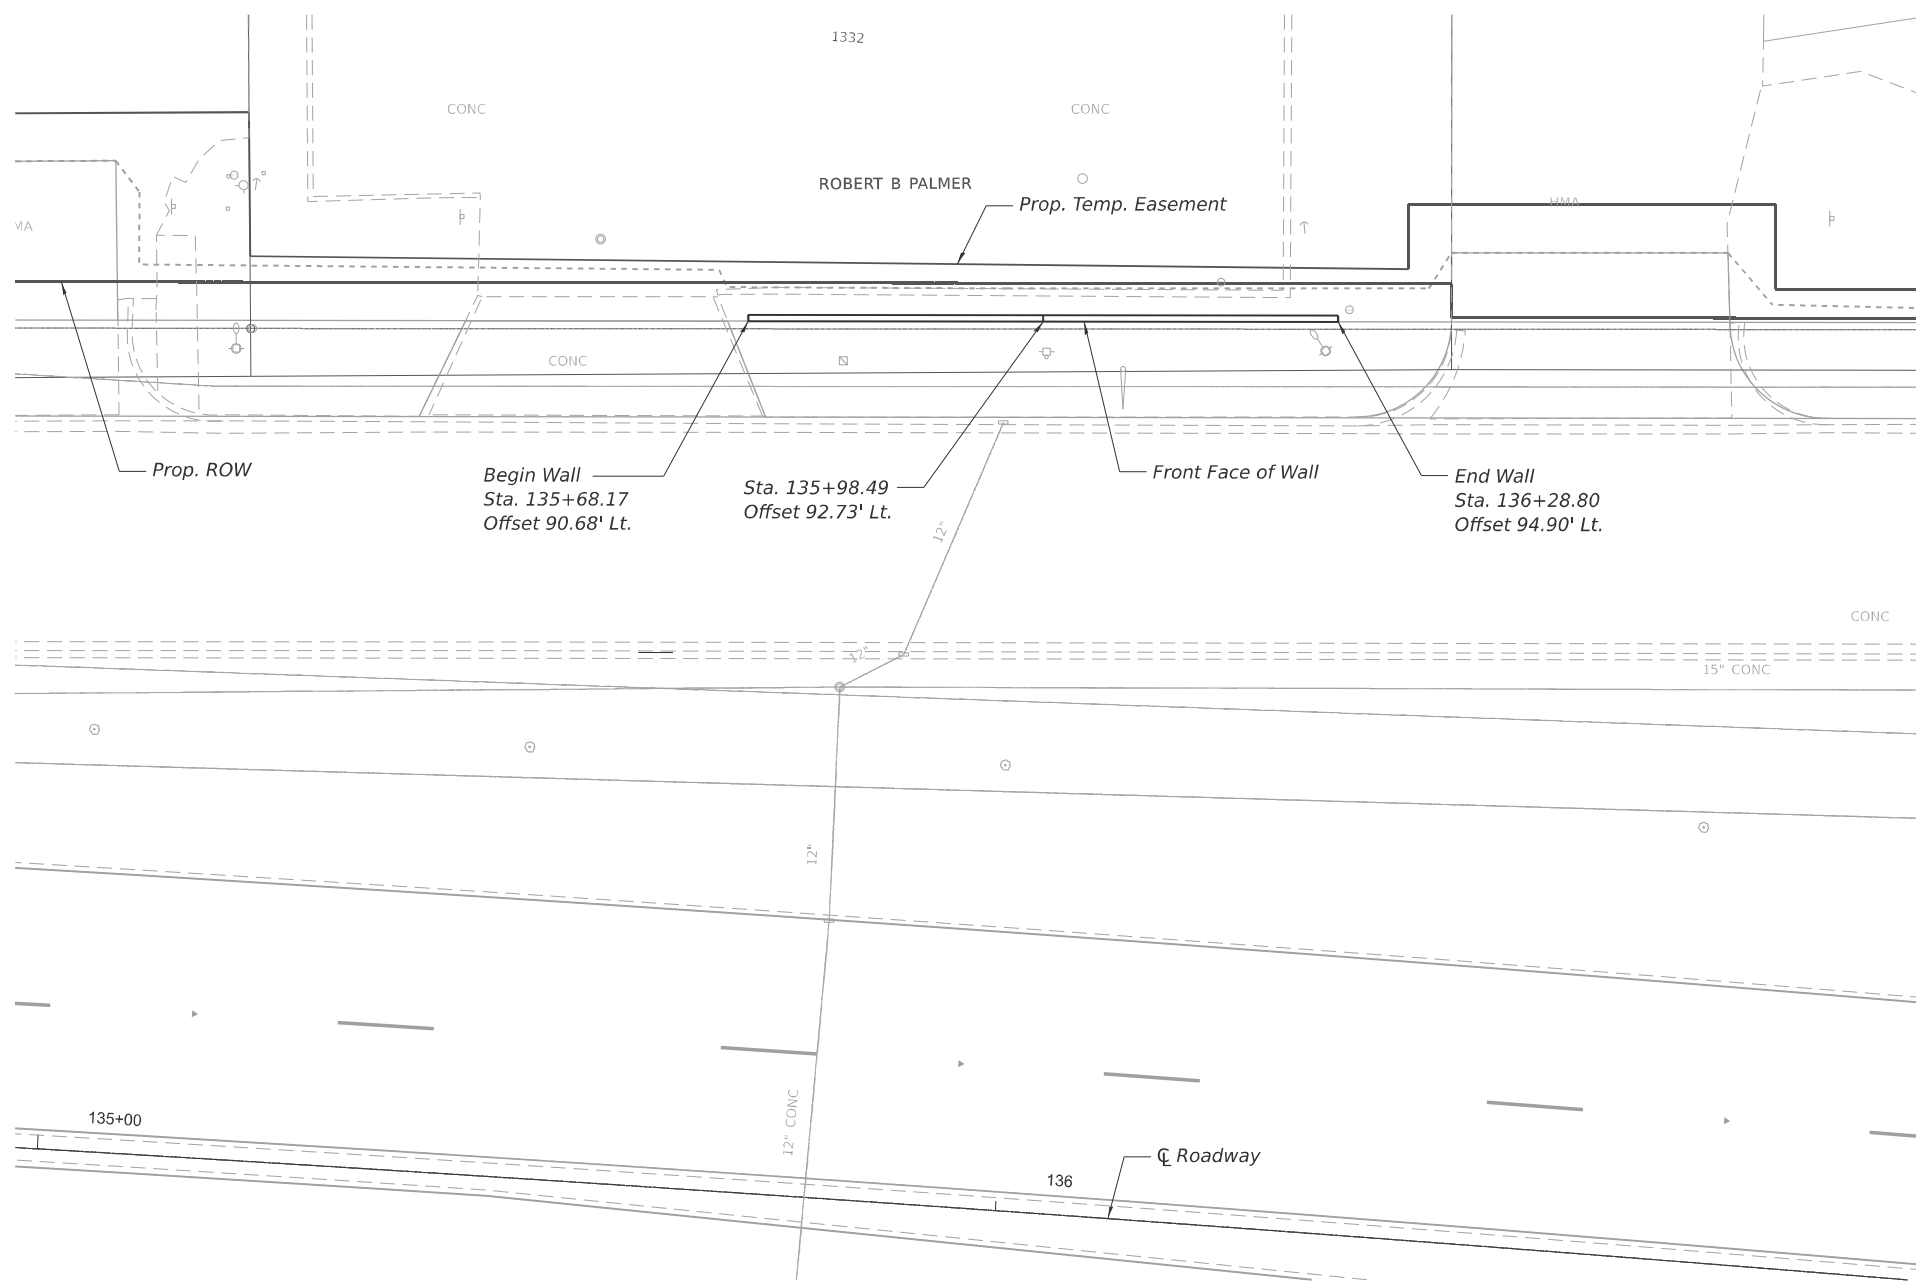 1332
CONC
CONC
ROBERT B PALMER
Prop. Temp. Easement
HMA
MA
CONC
Prop. ROW
Begin Wall
Sta. 135+68.17
Offset 90.68' Lt.
Sta. 135+98.49
Offset 92.73' Lt.
Front Face of Wall
End Wall
Sta. 136+28.80
Offset 94.90' Lt.
12"
CONC
12"
15" CONC
12"
12" CONC
135+00
136
℄ Roadway